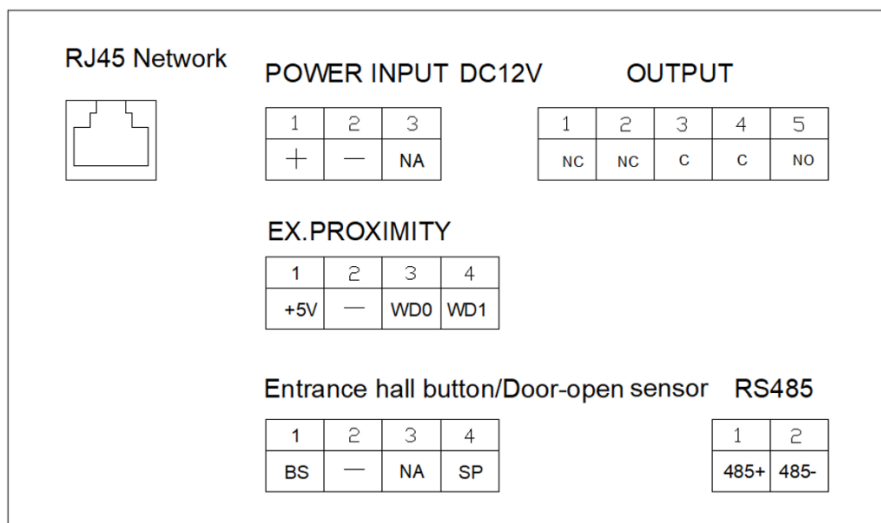 RJ45 Network
POWER INPUT DC12V
1 2 3
+ — NA
OUTPUT
1 2 3 4 5
NC NC C C NO
EX.PROXIMITY
1 2 3 4
+5V — WD0 WD1
Entrance hall button/Door-open sensor
1 2 3 4
BS — NA SP
RS485
1 2
485+ 485-